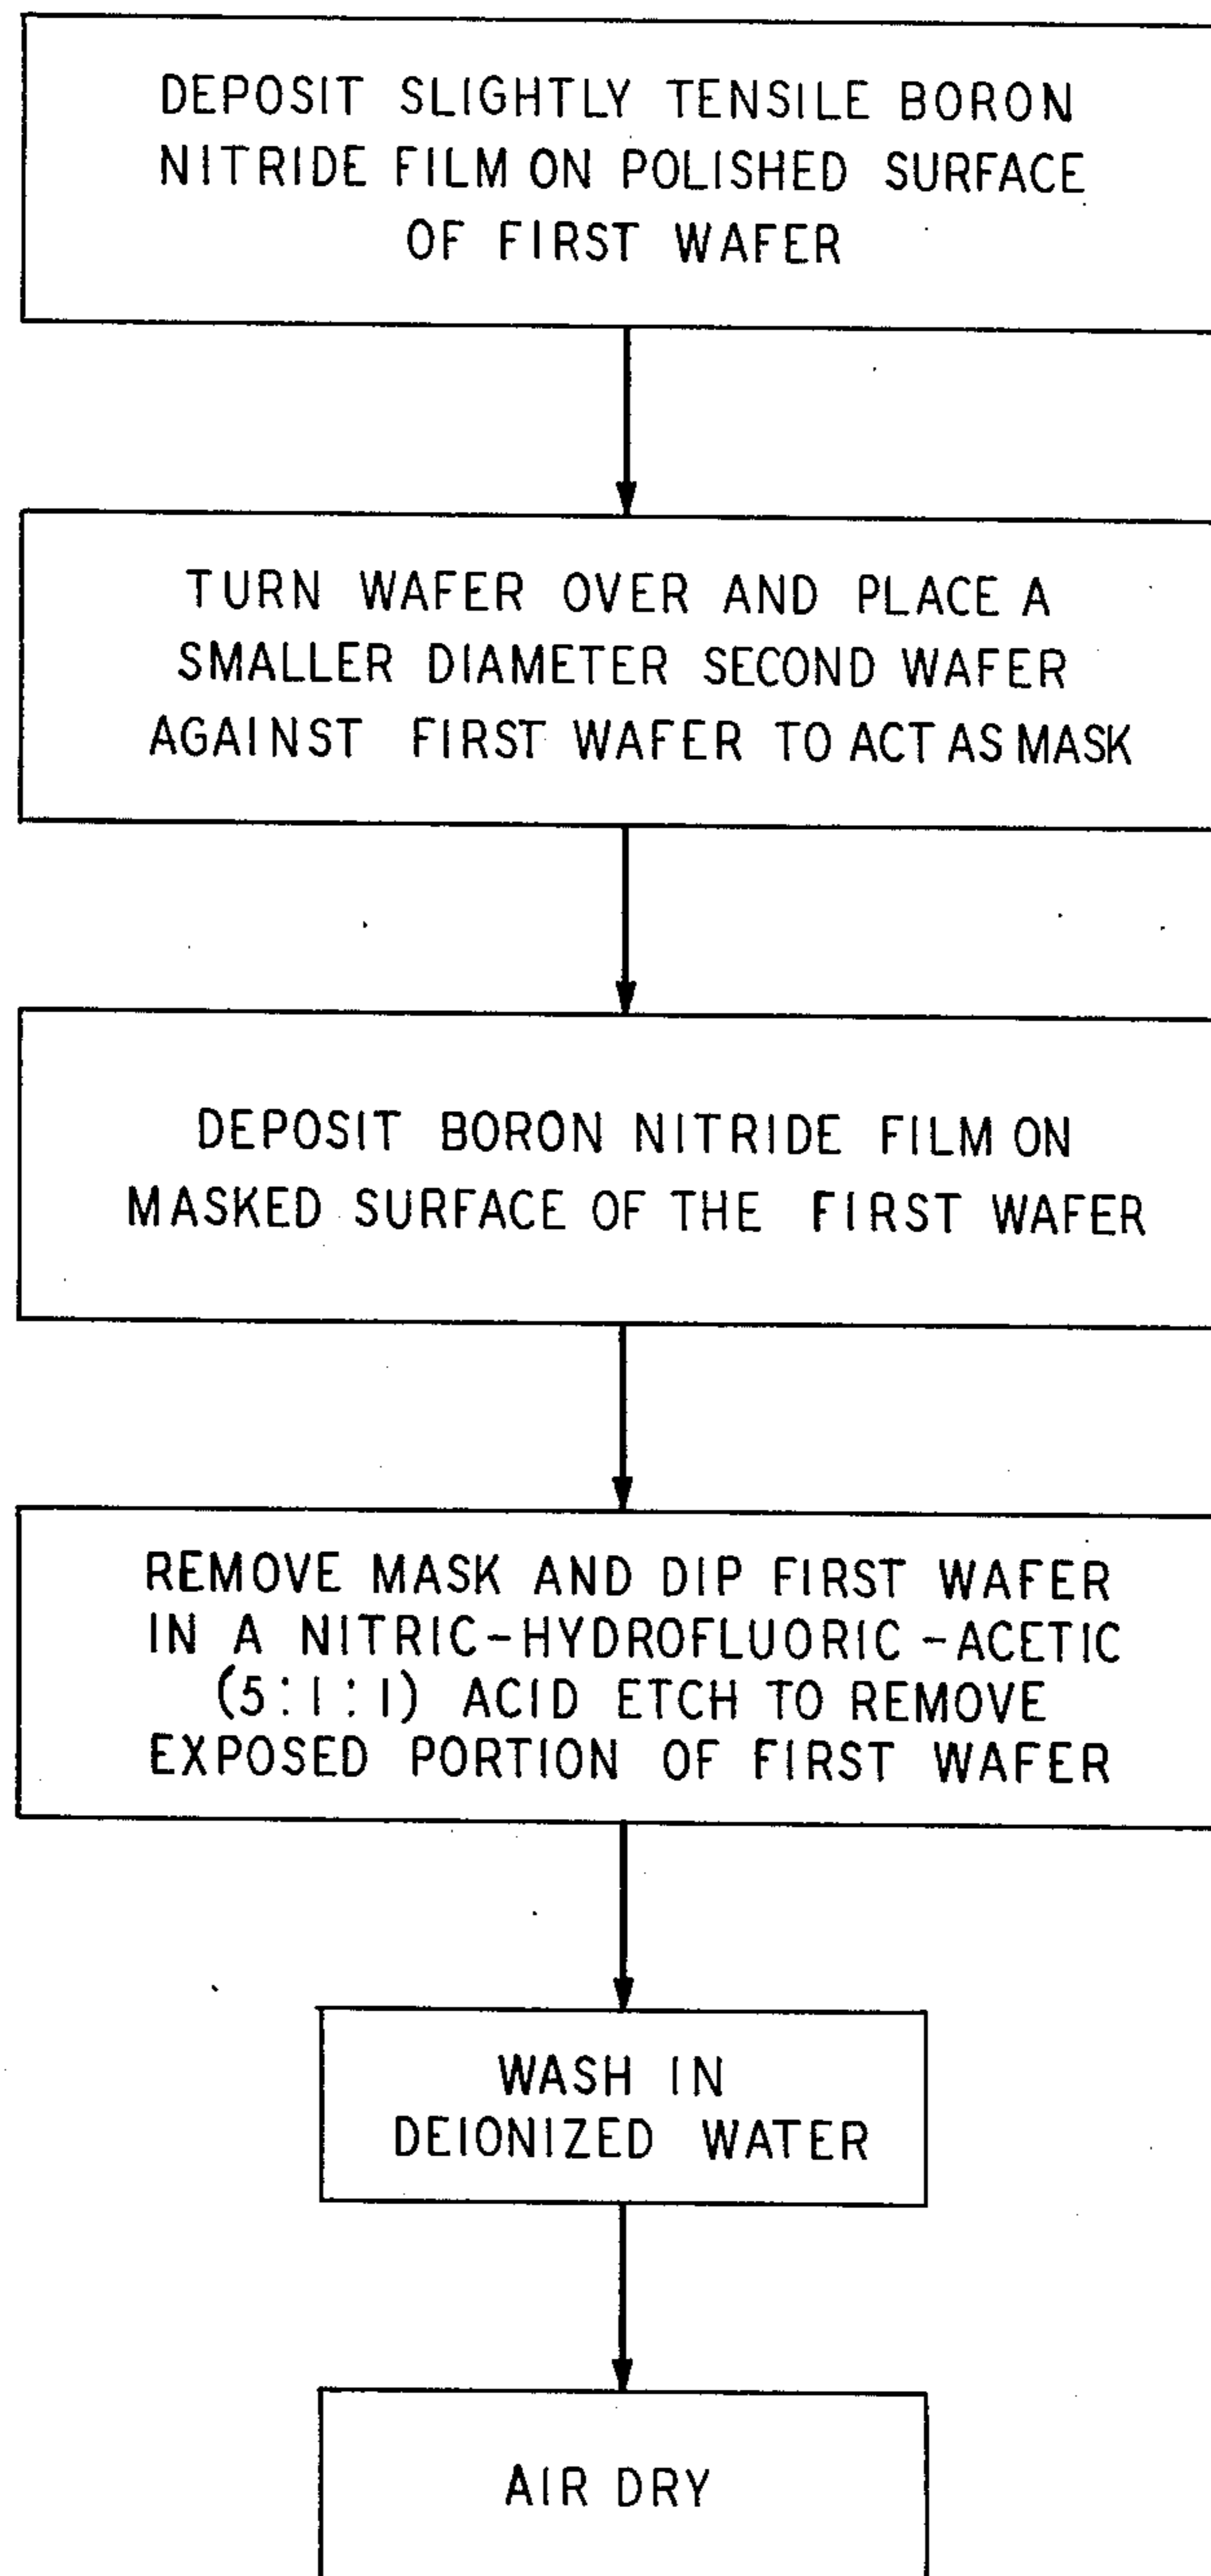 DEPOSIT SLIGHTLY TENSILE BORON
NITRIDE FILM ON POLISHED SURFACE
OF FIRST WAFER
TURN WAFER OVER AND PLACE A
SMALLER DIAMETER SECOND WAFER
AGAINST FIRST WAFER TO ACT AS MASK
DEPOSIT BORON NITRIDE FILM ON
MASKED SURFACE OF THE FIRST WAFER
REMOVE MASK AND DIP FIRST WAFER
IN A NITRIC-HYDROFLUORIC-ACETIC
(5:1:1) ACID ETCH TO REMOVE
EXPOSED PORTION OF FIRST WAFER
WASH IN
DEIONIZED WATER
AIR DRY